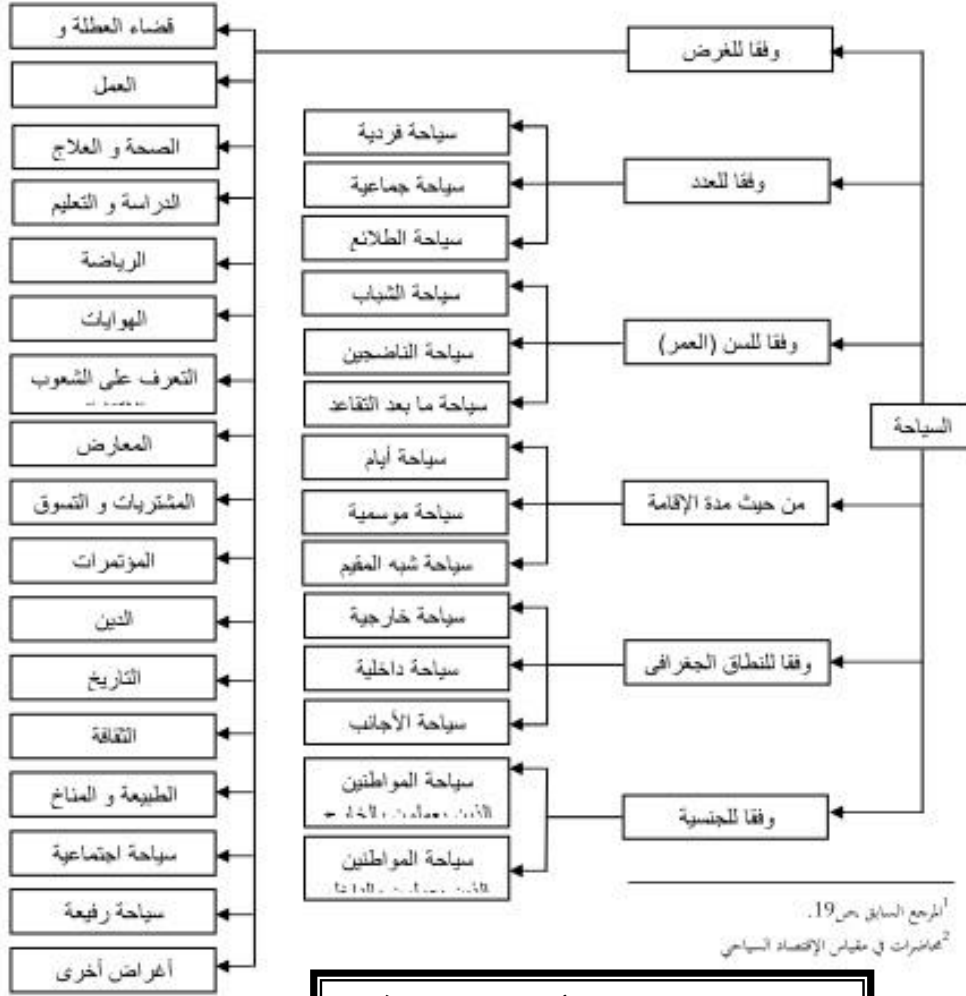 السياحة
وفقا للغرض
قضاء العطلة و
العمل
الصحة و العلاج
الدراسة و التعليم
الرياضة
الهوايات
التعرف على الشعوب
المعارض
المشتريات و التسوق
المؤتمرات
الدين
التاريخ
الثقافة
الطبيعة و المناخ
سياحة اجتماعية
سياحة رفيعة
أغراض أخرى
وفقا للعدد
سياحة فردية
سياحة جماعية
سياحة الطلائع
وفقا للسن (العمر)
سياحة الشباب
سياحة الناضجين
سياحة ما بعد التقاعد
من حيث مدة الإقامة
سياحة أيام
سياحة موسمية
سياحة شبه المقيم
وفقا للنطاق الجغرافى
سياحة خارجية
سياحة داخلية
سياحة الأجانب
وفقا للجنسية
سياحة المواطنين
سياحة المواطنين
1المرجع السابق ص19.
2محاضرات في مقياس الإقتصاد السياحي